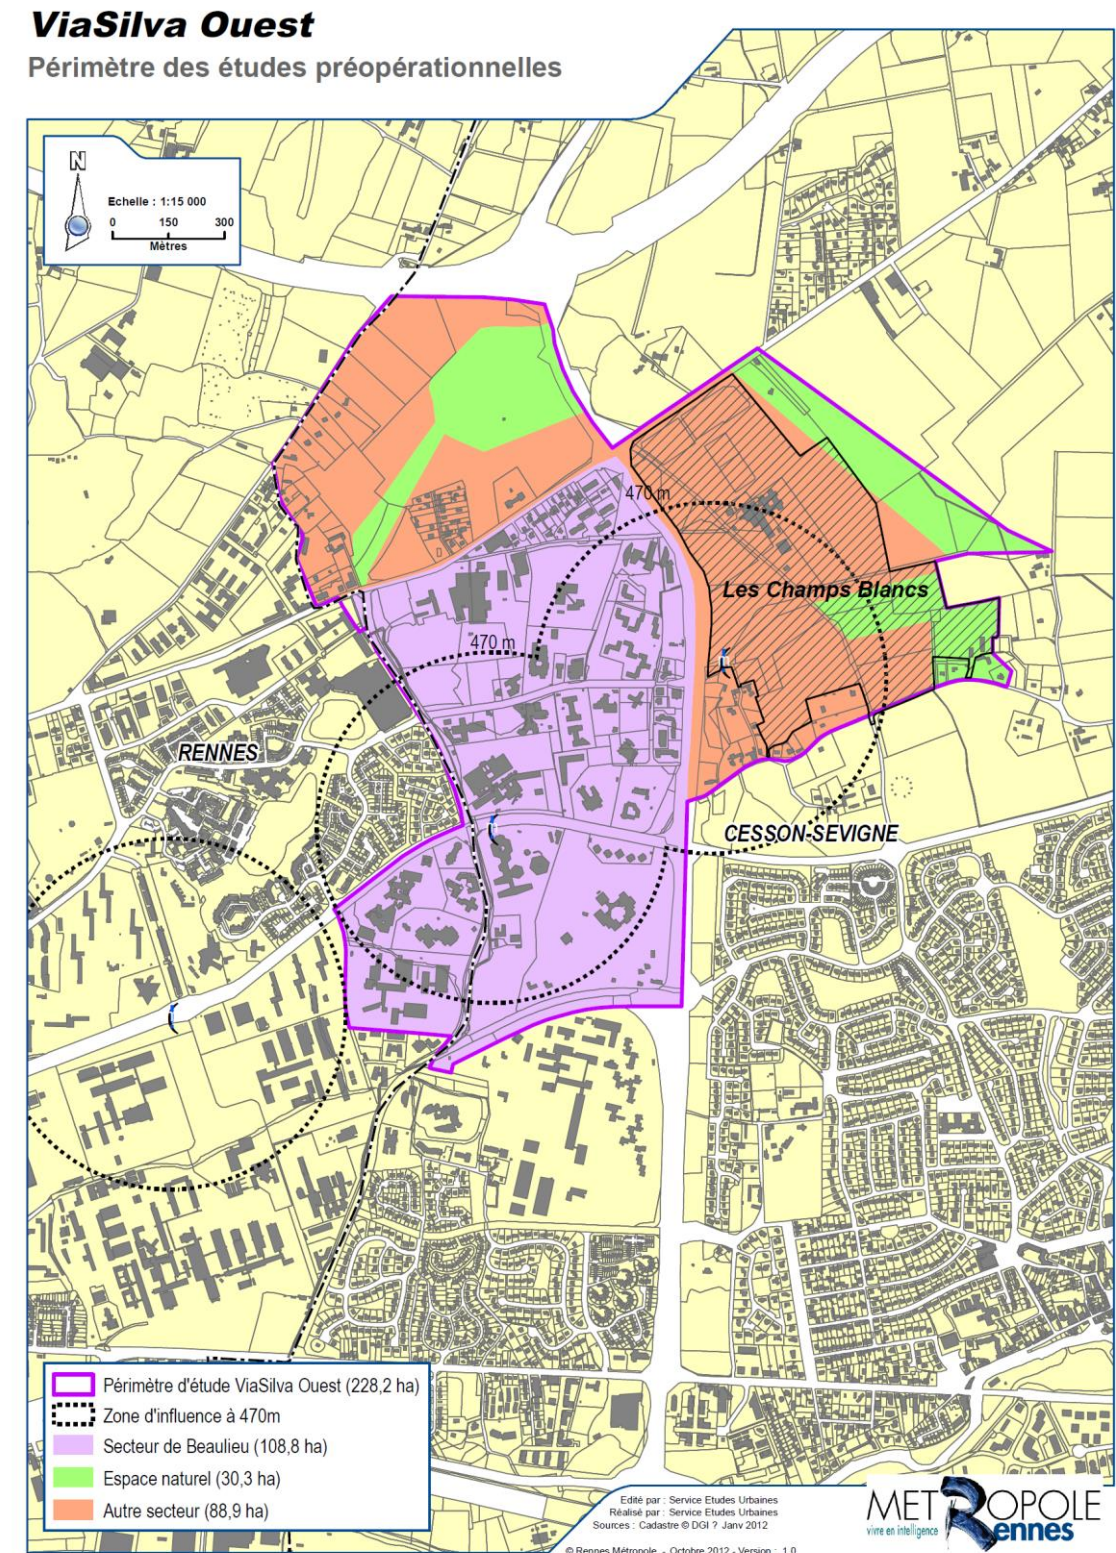 ViaSilva Ouest
Périmètre des études préopérationnelles
N
Echelle : 1:15 000
0 150 300
Mètres
470 m
Les Champs Blancs
470 m
RENNES
CESSON-SEVIGNE
Périmètre d'étude ViaSilva Ouest (228,2 ha)
Zone d'influence à 470m
Secteur de Beaulieu (108,8 ha)
Espace naturel (30,3 ha)
Autre secteur (88,9 ha)
Edité par : Service Etudes Urbaines
Réalisé par : Service Etudes Urbaines
Sources : Cadastre © DGI ? Janv 2012
© Rennes Métropole - Octobre 2012 - Version : 1.0
METROPOLE
vivre en intelligence
Rennes